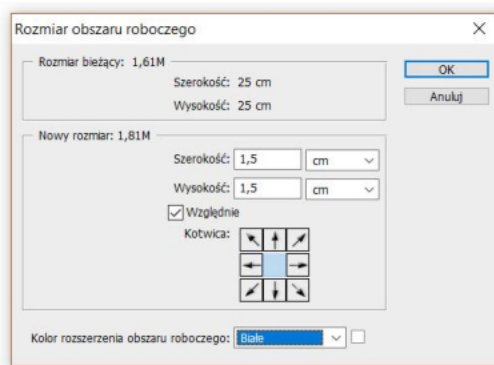 Rozmiar obszaru roboczego
Rozmiar bieżący: 1,61M
Szerokość: 25 cm
Wysokość: 25 cm
OK
Anuluj
Nowy rozmiar: 1,81M
Szerokość: 1,5 cm
Wysokość: 1,5 cm
Względnie
Kotwica:
Kolor rozszerzenia obszaru roboczego: Białe